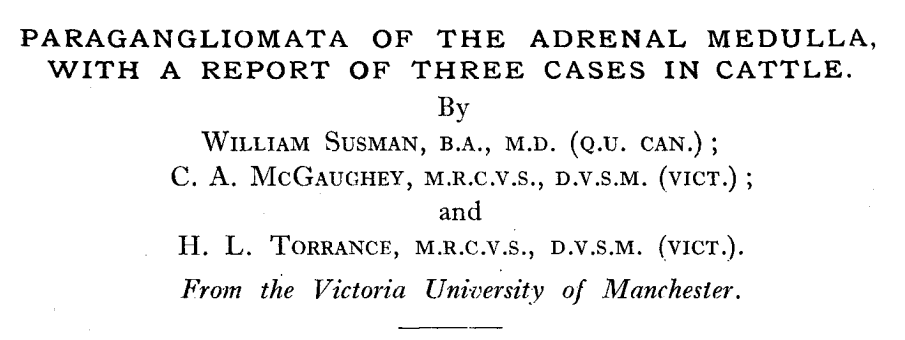 PARAGANGLIOMATA OF THE ADRENAL MEDULLA,
WITH A REPORT OF THREE CASES IN CATTLE.
By
WILLIAM SUSMAN, B.A., M.D. (Q.U. CAN.) ;
C. A. MCGAUGHEY, M.R.C.V.S., D.V.S.M. (VICT.) ;
and
H. L. TORRANCE, M.R.C.V.S., D.V.S.M. (VICT.).
From the Victoria University of Manchester.